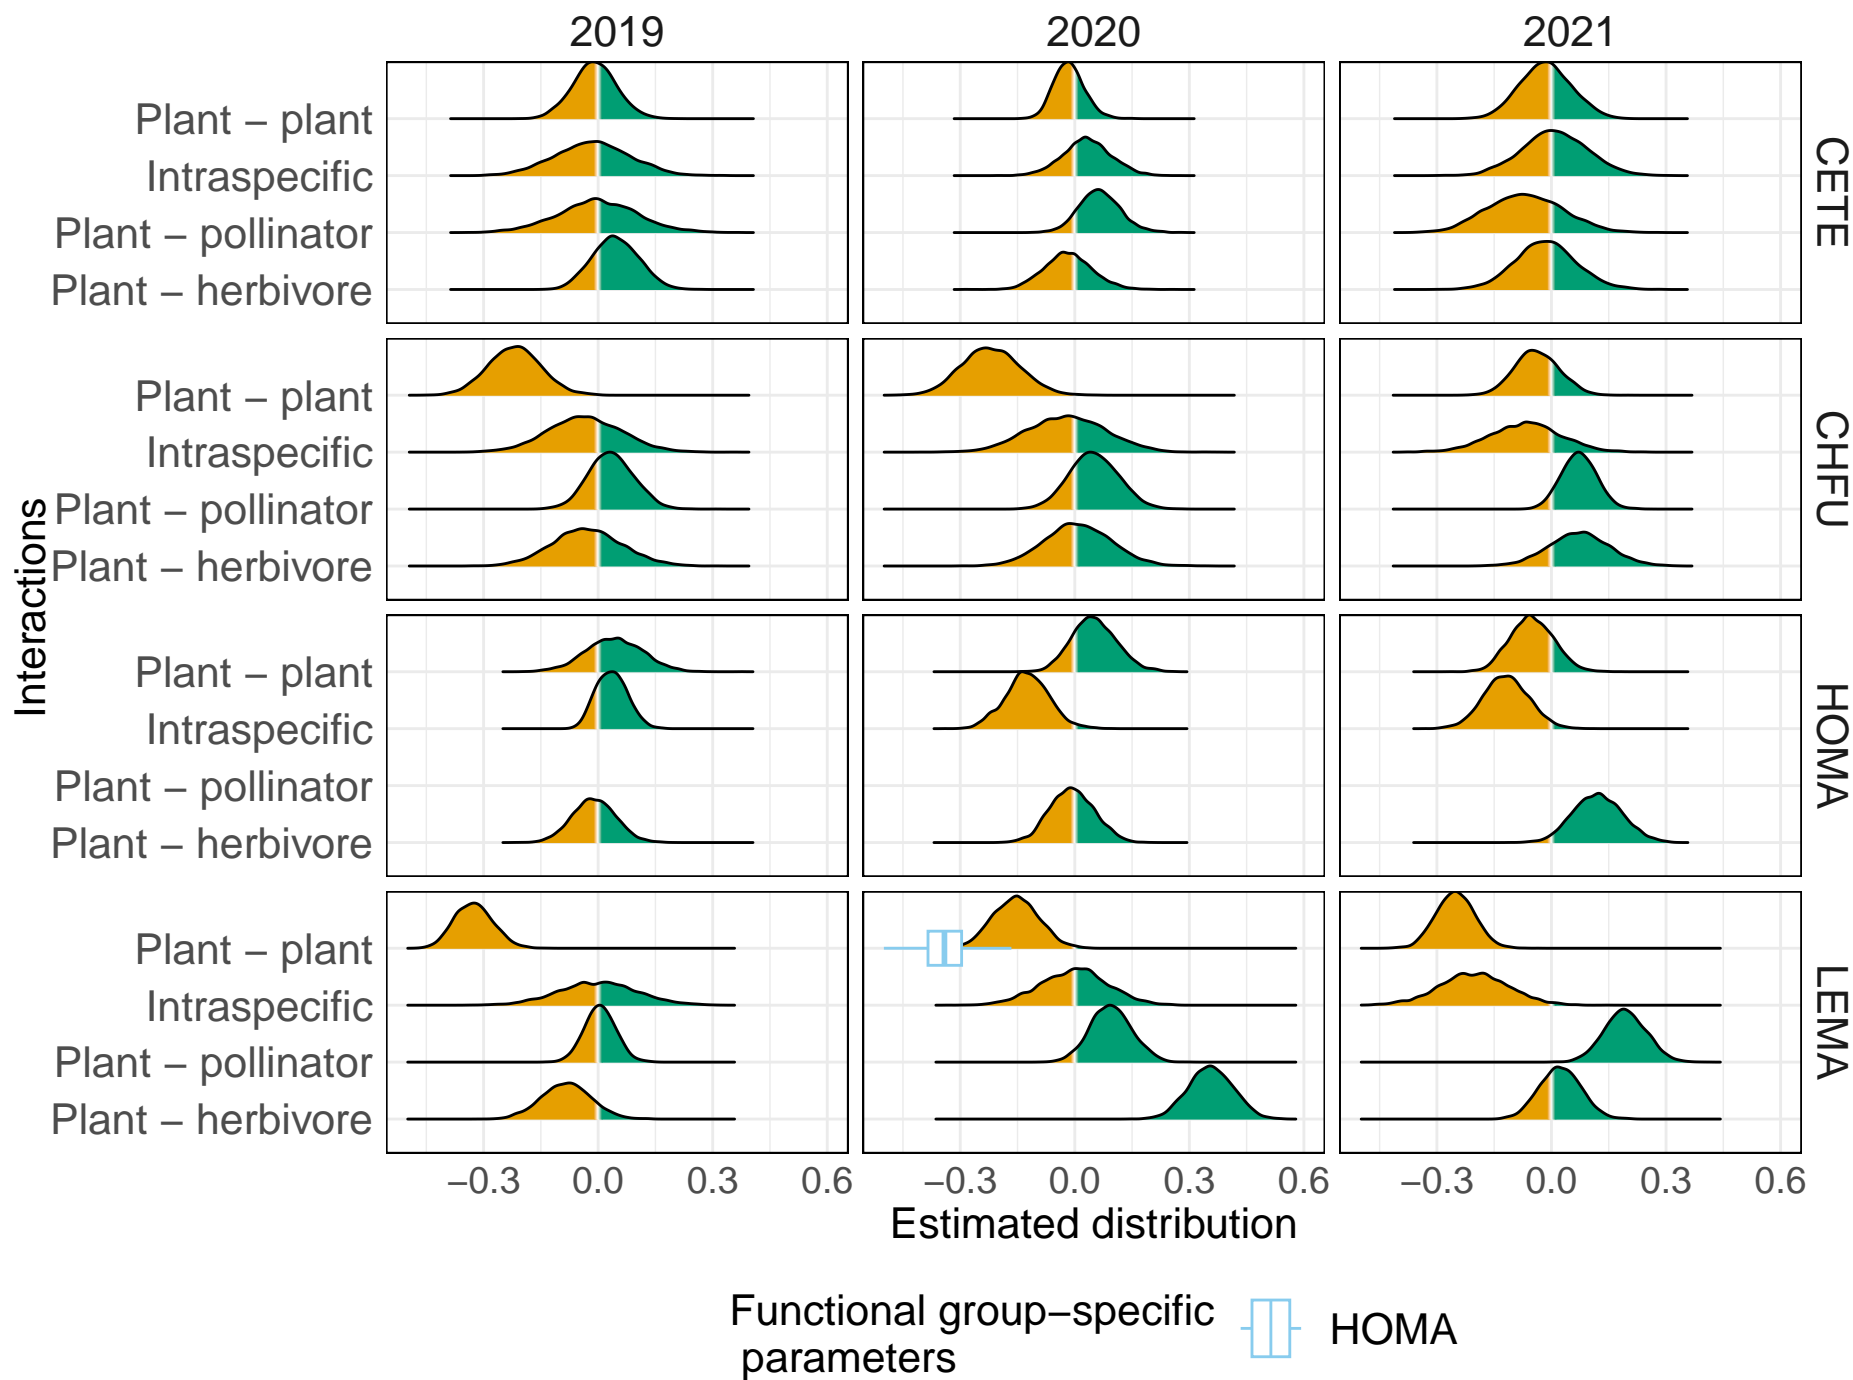 2019 2020 2021
Plant – plant
Intraspecific
Plant – pollinator
Plant – herbivore
CETE
Plant – plant
Intraspecific
Plant – pollinator
Plant – herbivore
CHFU
Interactions
Plant – plant
Intraspecific
Plant – pollinator
Plant – herbivore
HOMA
Plant – plant
Intraspecific
Plant – pollinator
Plant – herbivore
LEMA
−0.3 0.0 0.3 0.6 −0.3 0.0 0.3 0.6 −0.3 0.0 0.3 0.6
Estimated distribution
Functional group−specific
parameters
HOMA